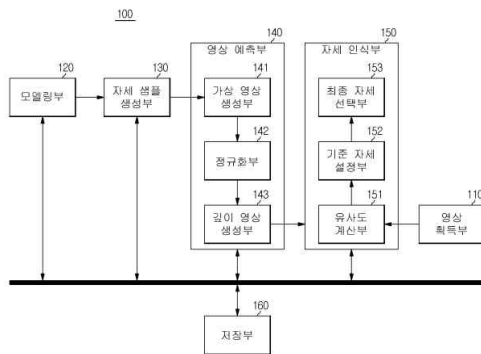 100
140
150
영상 예측부
자세 인식부
120
130
141
153
모델링부
자세 샘플
생성부
가상 영상
생성부
최종 자세
선택부
142
152
정규화부
기준 자세
설정부
143
151
110
깊이 영상
생성부
유사도
계산부
영상
획득부
160
저장부